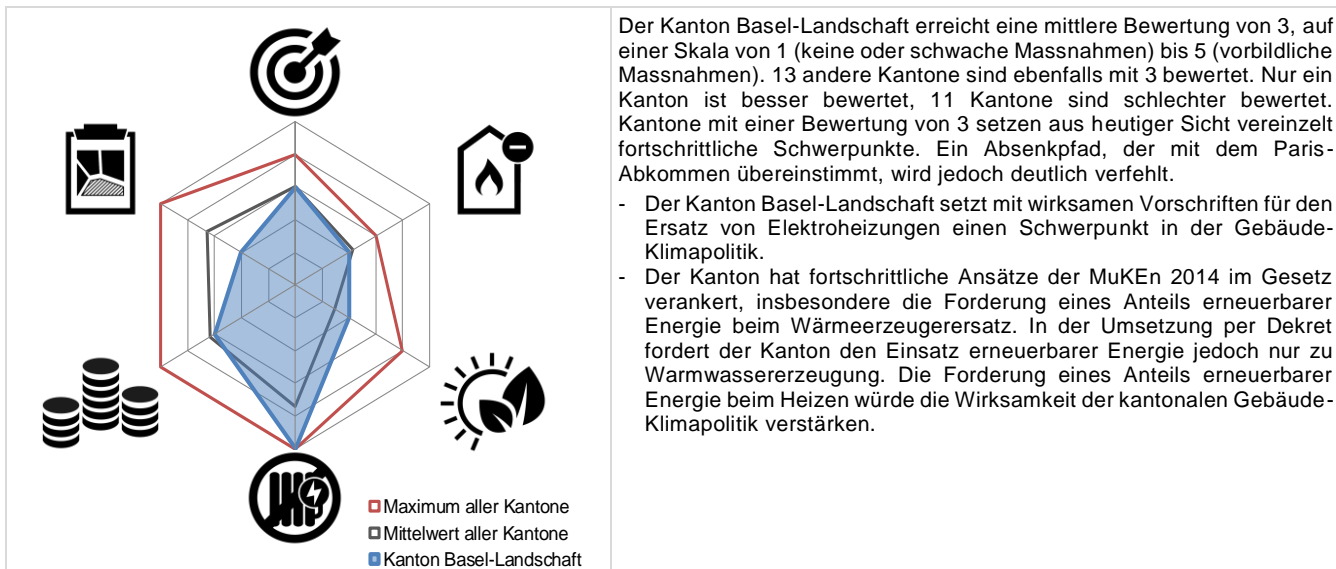 Der Kanton Basel-Landschaft erreicht eine mittlere Bewertung von 3, auf
einer Skala von 1 (keine oder schwache Massnahmen) bis 5 (vorbildliche
Massnahmen). 13 andere Kantone sind ebenfalls mit 3 bewertet. Nur ein
Kanton ist besser bewertet, 11 Kantone sind schlechter bewertet.
Kantone mit einer Bewertung von 3 setzen aus heutiger Sicht vereinzelt
fortschrittliche Schwerpunkte. Ein Absenkpfad, der mit dem Paris-
Abkommen übereinstimmt, wird jedoch deutlich verfehlt.
- Der Kanton Basel-Landschaft setzt mit wirksamen Vorschriften für den
Ersatz von Elektroheizungen einen Schwerpunkt in der Gebäude-
Klimapolitik.
- Der Kanton hat fortschrittliche Ansätze der MuKEn 2014 im Gesetz
verankert, insbesondere die Forderung eines Anteils erneuerbarer
Energie beim Wärmeerzeugerersatz. In der Umsetzung per Dekret
fordert der Kanton den Einsatz erneuerbarer Energie jedoch nur zu
Warmwassererzeugung. Die Forderung eines Anteils erneuerbarer
Energie beim Heizen würde die Wirksamkeit der kantonalen Gebäude-
Klimapolitik verstärken.
Maximum aller Kantone
Mittelwert aller Kantone
Kanton Basel-Landschaft